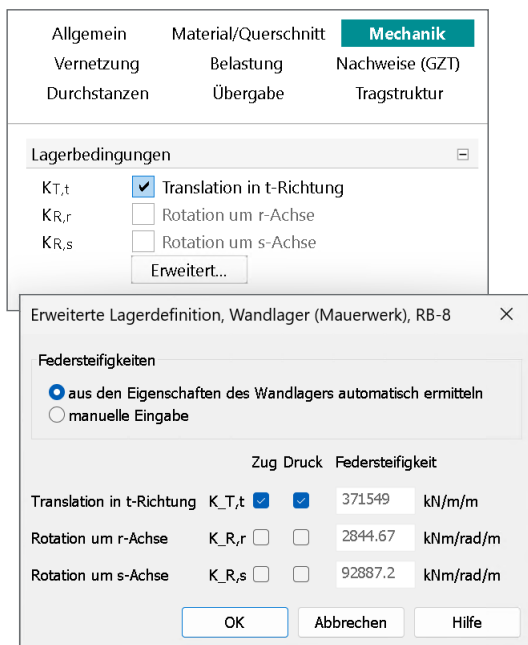 Allgemein Material/Querschnitt Mechanik
Vernetzung Belastung Nachweise (GZT)
Durchstanzen Übergabe Tragstruktur
Lagerbedingungen
KT,t Translation in t-Richtung
KR,r Rotation um r-Achse
KR,s Rotation um s-Achse
Erweitert...
Erweiterte Lagerdefinition, Wandlager (Mauerwerk), RB-8
Federsteifigkeiten
aus den Eigenschaften des Wandlagers automatisch ermitteln
manuelle Eingabe
Zug Druck Federsteifigkeit
Translation in t-Richtung K_T,t 371549 kN/m/m
Rotation um r-Achse K_R,r 2844.67 kNm/rad/m
Rotation um s-Achse K_R,s 92887.2 kNm/rad/m
OK Abbrechen Hilfe